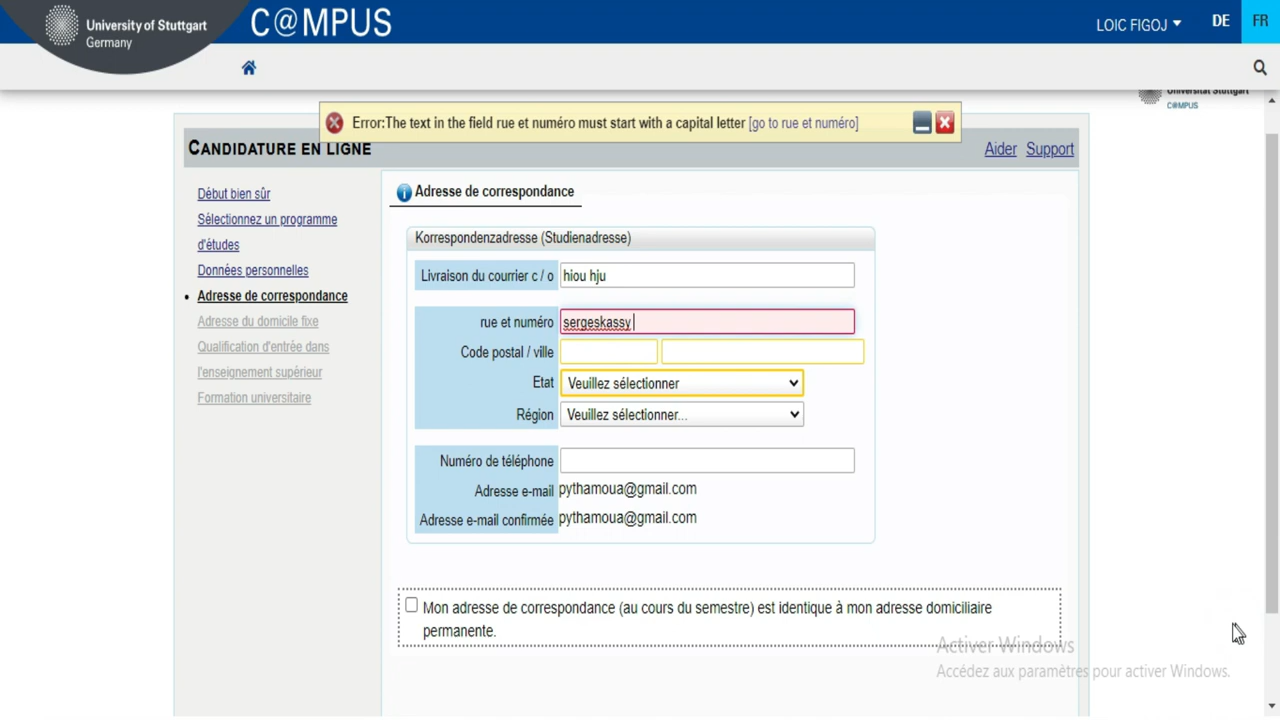 University of Stuttgart
Germany
C@MPUS
LOIC FIGOJ
DE
FR
Universität Stuttgart
C@MPUS
Error:The text in the field rue et numéro must start with a capital letter [go to rue et numéro]
CANDIDATURE EN LIGNE
Aider Support
Début bien sûr
Sélectionnez un programme
d'études
Données personnelles
Adresse de correspondance
Adresse du domicile fixe
Qualification d'entrée dans
l'enseignement supérieur
Formation universitaire
Adresse de correspondance
Korrespondenzadresse (Studienadresse)
Livraison du courrier c / o hiou hju
rue et numéro sergeskassy
Code postal / ville
Etat Veuillez sélectionner
Région Veuillez sélectionner...
Numéro de téléphone
Adresse e-mail pythamoua@gmail.com
Adresse e-mail confirmée pythamoua@gmail.com
Mon adresse de correspondance (au cours du semestre) est identique à mon adresse domiciliaire
permanente.
Activer Windows
Accédez aux paramètres pour activer Windows.